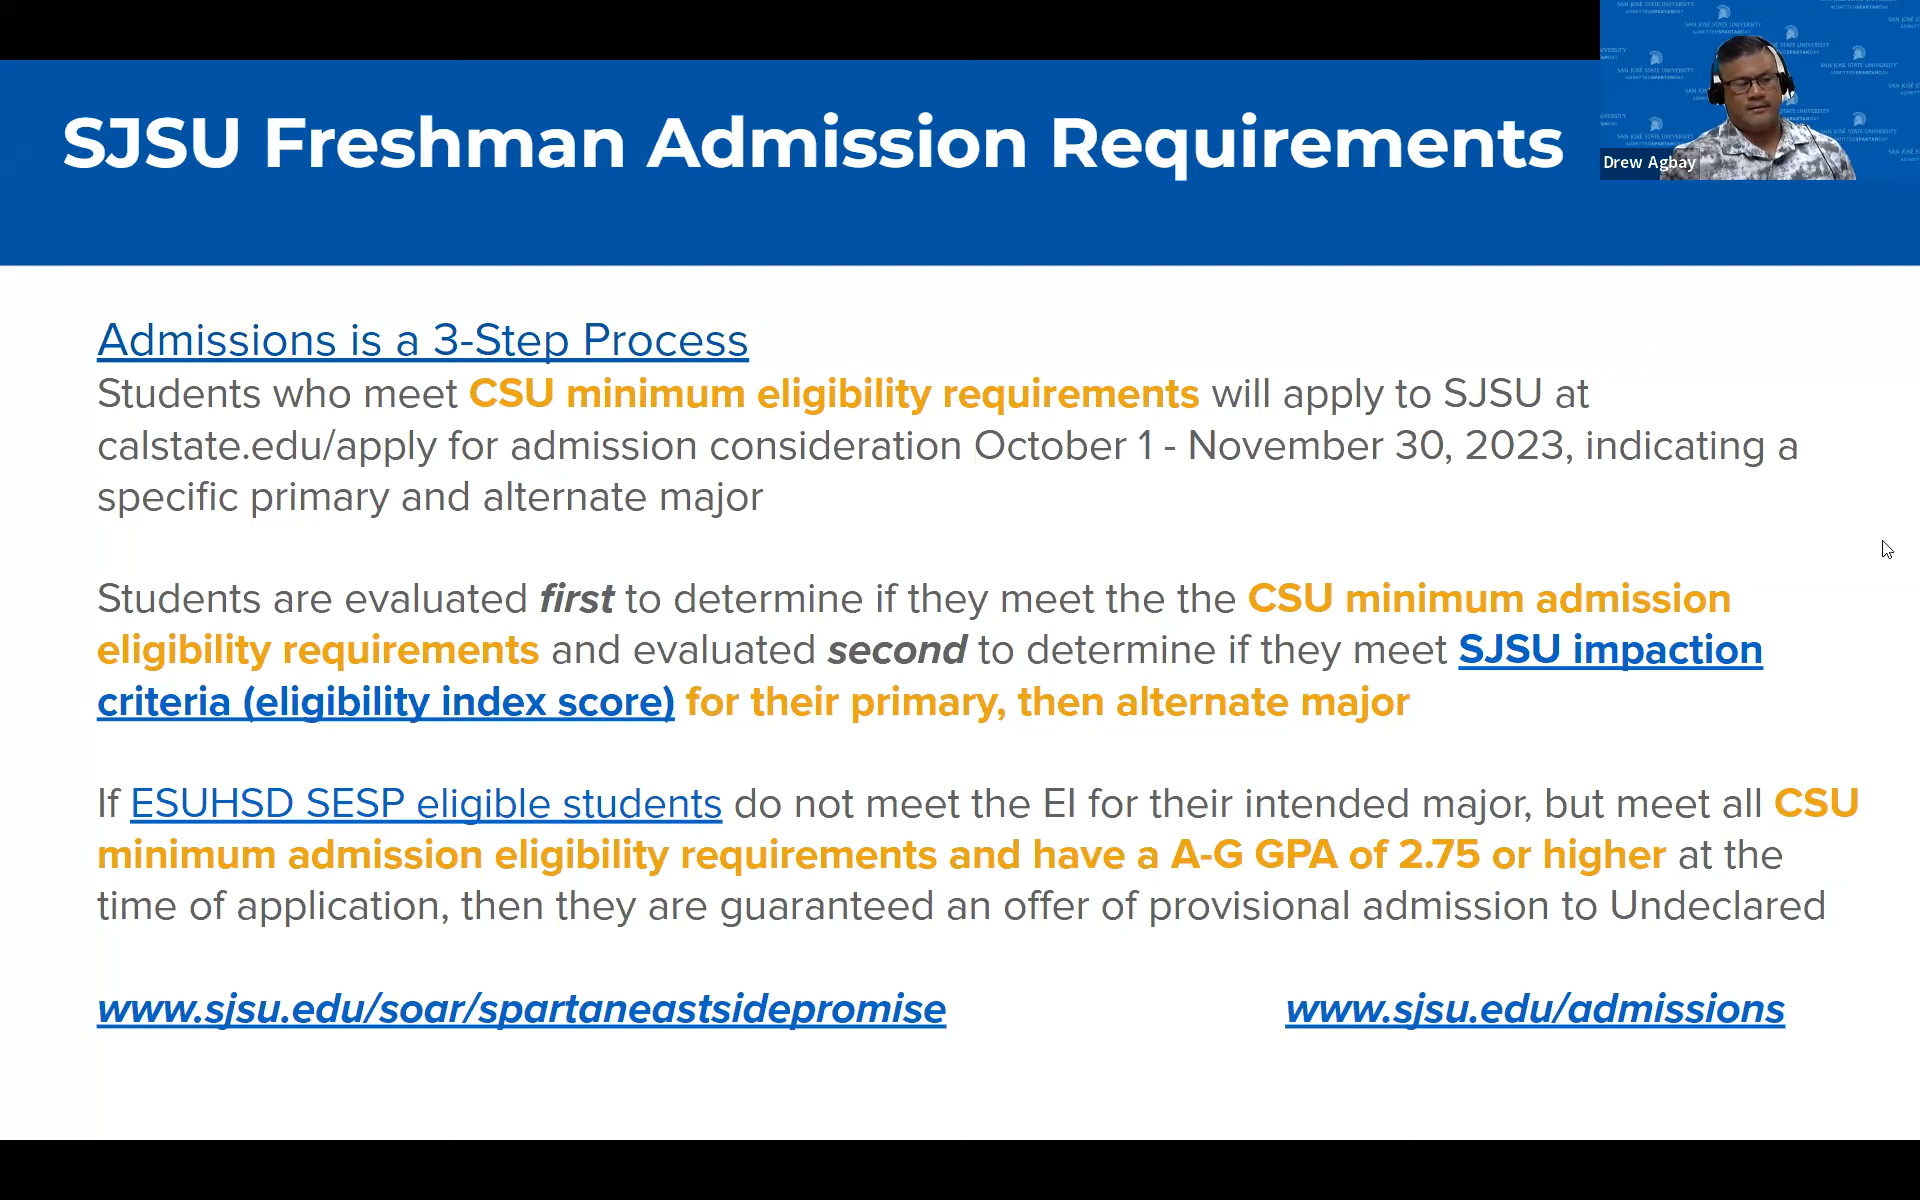 SAN JOSÉ STATE UNIVERSITY
ADMITTEDSPARTANDAY
SJSU Freshman Admission Requirements
Drew Agbay
Admissions is a 3-Step Process
Students who meet CSU minimum eligibility requirements will apply to SJSU at
calstate.edu/apply for admission consideration October 1 - November 30, 2023, indicating a
specific primary and alternate major
Students are evaluated first to determine if they meet the the CSU minimum admission
eligibility requirements and evaluated second to determine if they meet SJSU impaction
criteria (eligibility index score) for their primary, then alternate major
If ESUHSD SESP eligible students do not meet the EI for their intended major, but meet all CSU
minimum admission eligibility requirements and have a A-G GPA of 2.75 or higher at the
time of application, then they are guaranteed an offer of provisional admission to Undeclared
www.sjsu.edu/soar/spartaneastsidepromise
www.sjsu.edu/admissions